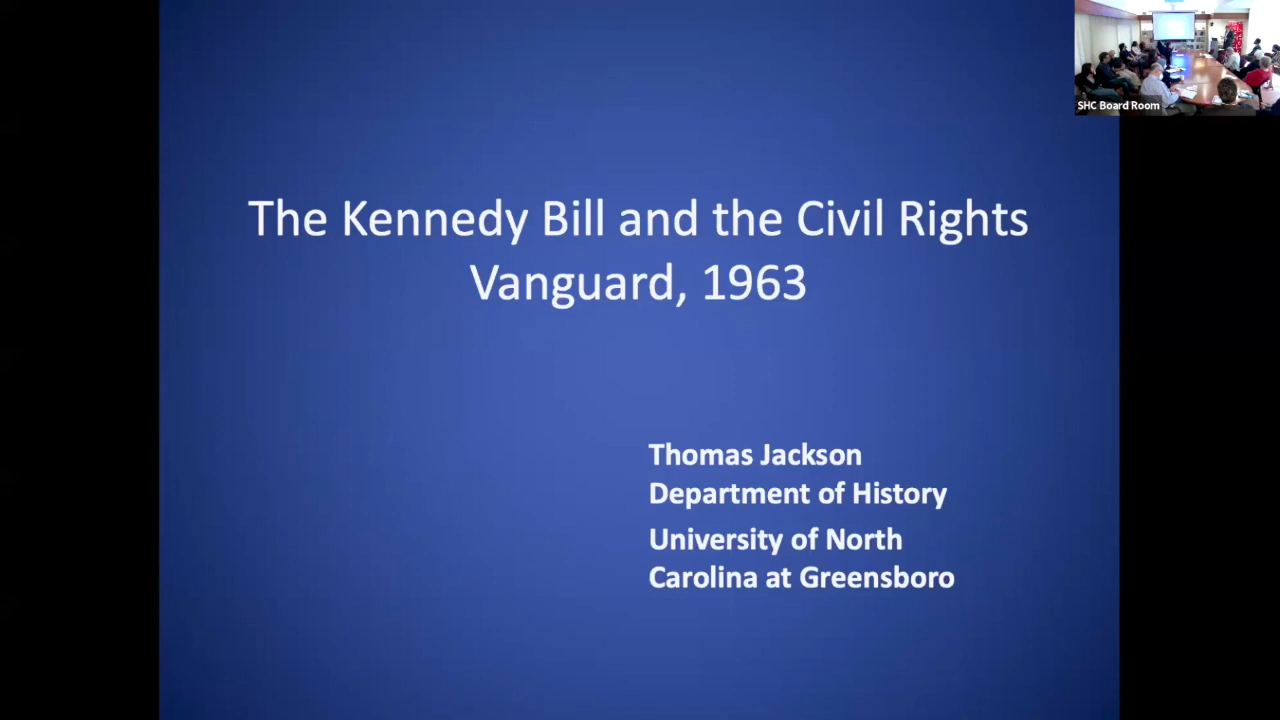 SHC Board Room
The Kennedy Bill and the Civil Rights
Vanguard, 1963
Thomas Jackson
Department of History
University of North
Carolina at Greensboro